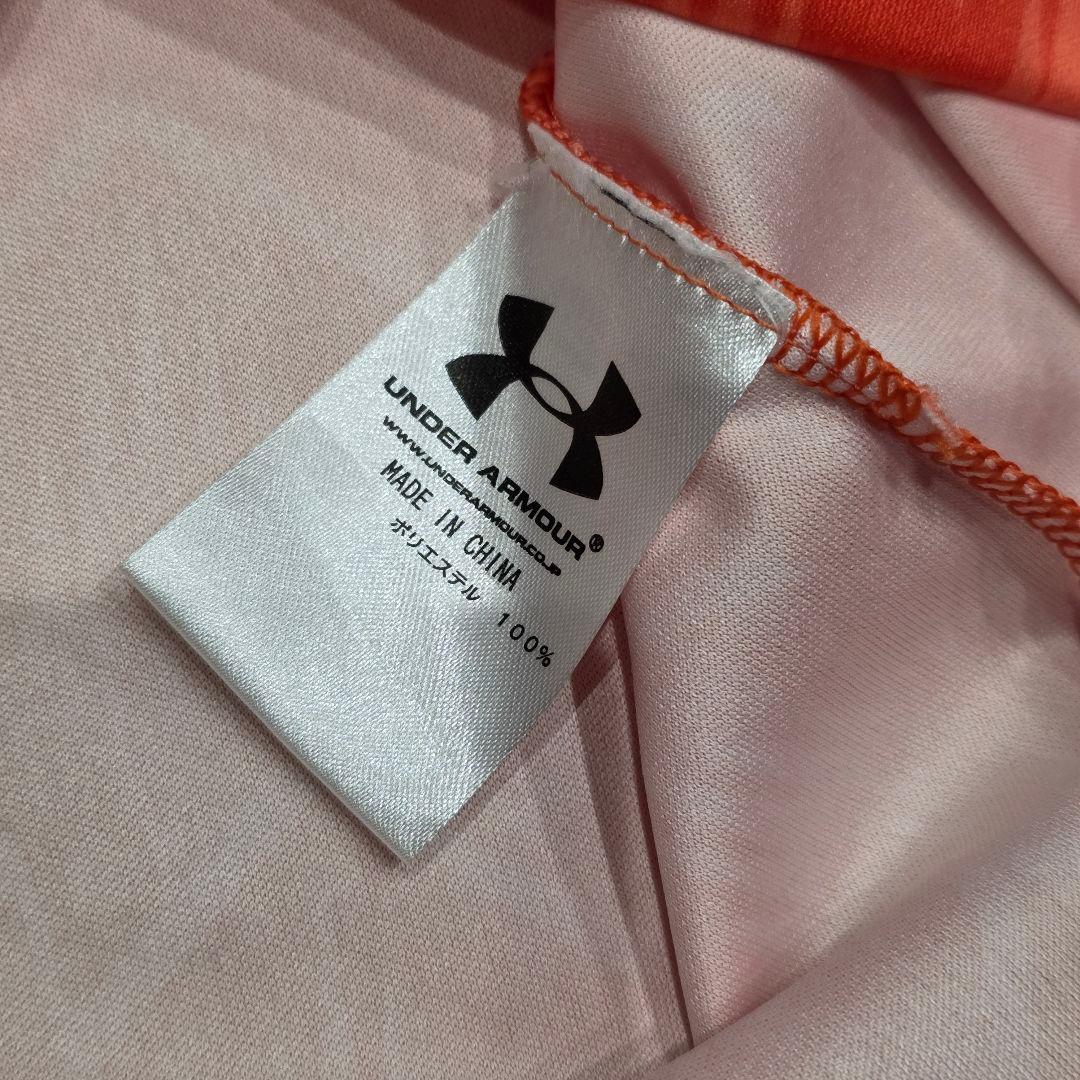 UNDER ARMOUR®
WWW.UNDERARMOUR.CO.JP
MADE IN CHINA
ポリエステル 100%